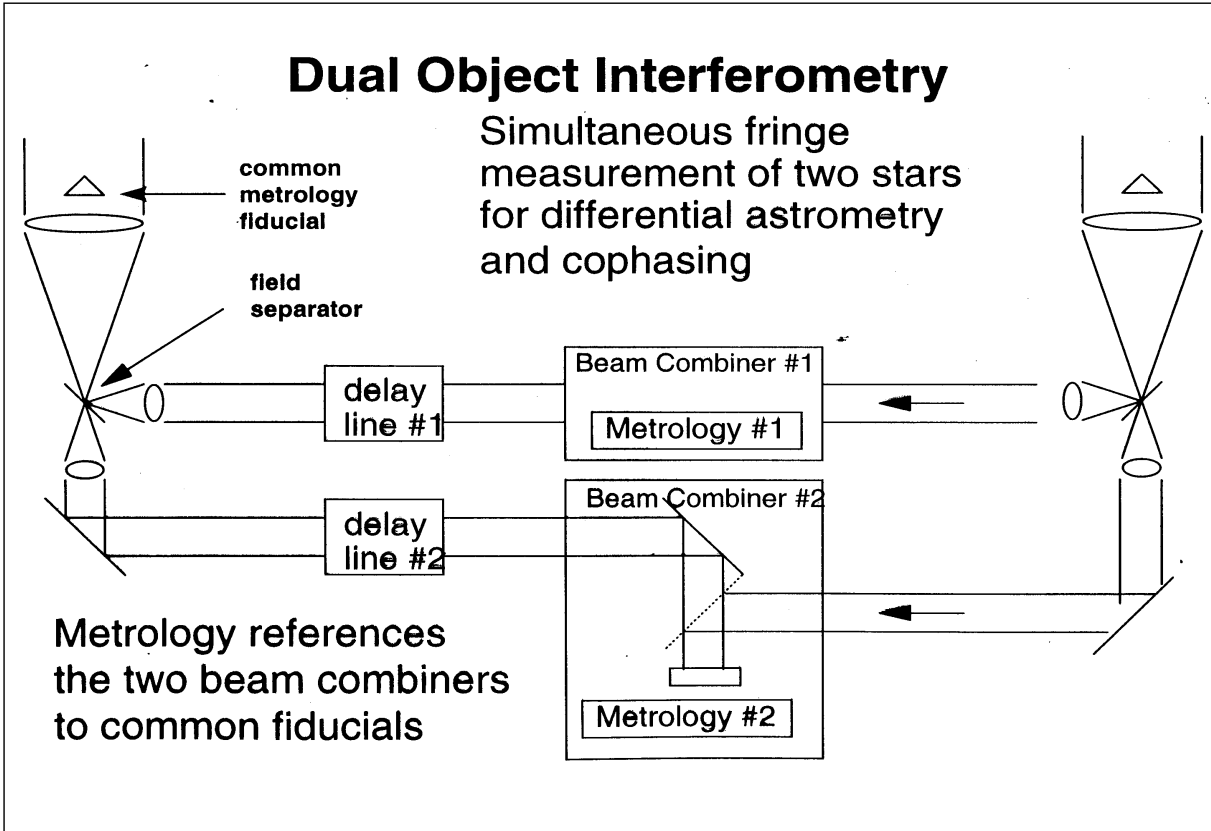 Dual Object Interferometry
Simultaneous fringe
measurement of two stars
for differential astrometry
and cophasing
common
metrology
fiducial
field
separator
delay
line #1
Beam Combiner #1
Metrology #1
delay
line #2
Beam Combiner #2
Metrology #2
Metrology references
the two beam combiners
to common fiducials